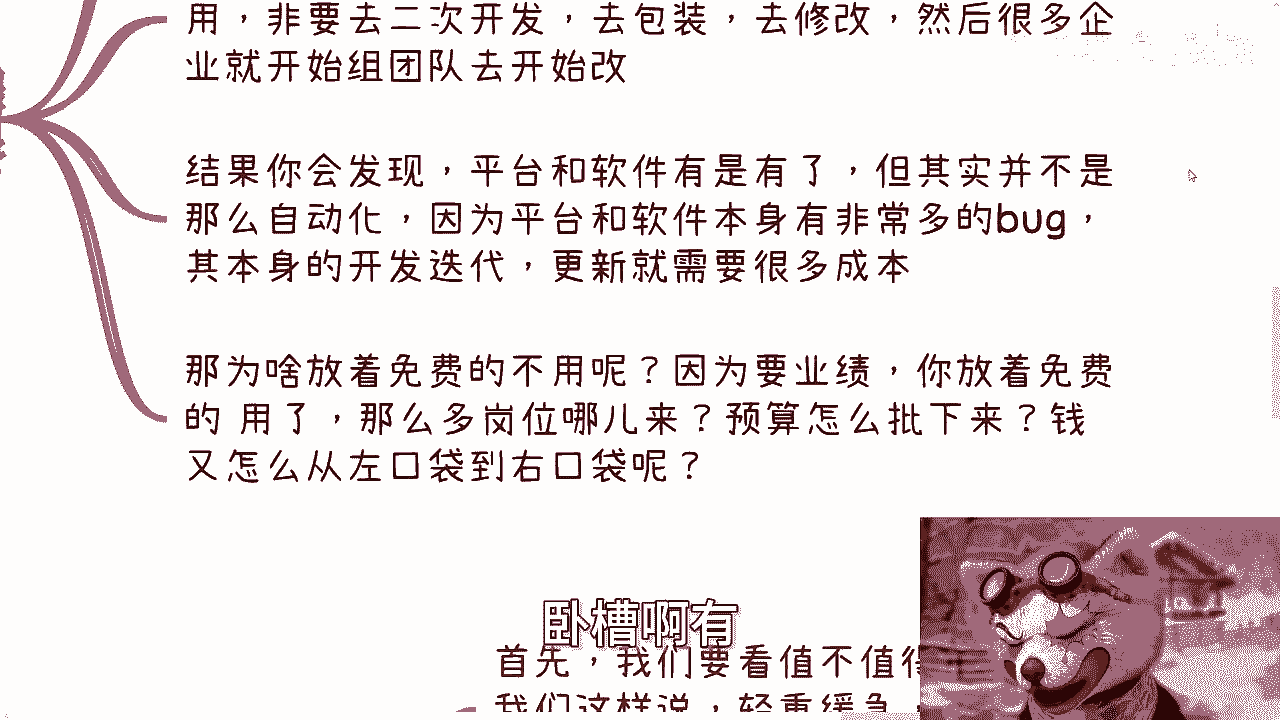 用，非要去二次开发，去包装，去修改，然后很多企
业就开始组团队去开始改
结果你会发现，平台和软件有是有了，但其实并不是
那么自动化，因为平台和软件本身有非常多的bug，
其本身的开发迭代，更新就需要很多成本
那为啥放着免费的不用呢？因为要业绩，你放着免费
的 用了，那么多岗位哪儿来？预算怎么批下来？钱
又怎么从左口袋到右口袋呢？
卧槽啊有
首先，我们要看值不值得
我们这样说，轻重缓急，